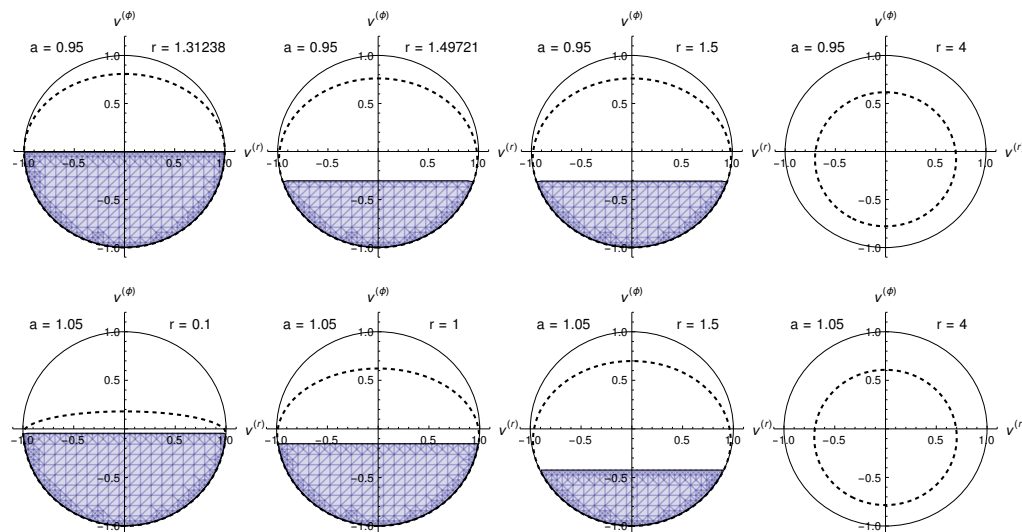 v(ϕ) v(ϕ) v(ϕ) v(ϕ)
a = 0.95 r = 1.31238 a = 0.95 r = 1.49721 a = 0.95 r = 1.5 a = 0.95 r = 4
1.0 1.0 1.0 1.0
0.5 0.5 0.5 0.5
-1.0 -0.5 0.5 1.0 v(r) -1.0 -0.5 0.5 1.0 v(r) -1.0 -0.5 0.5 1.0 v(r) -1.0 -0.5 0.5 1.0 v(r)
-0.5 -0.5 -0.5 -0.5
-1.0 -1.0 -1.0 -1.0
v(ϕ) v(ϕ) v(ϕ) v(ϕ)
a = 1.05 r = 0.1 a = 1.05 r = 1 a = 1.05 r = 1.5 a = 1.05 r = 4
1.0 1.0 1.0 1.0
0.5 0.5 0.5 0.5
-1.0 -0.5 0.5 1.0 v(r) -1.0 -0.5 0.5 1.0 v(r) -1.0 -0.5 0.5 1.0 v(r) -1.0 -0.5 0.5 1.0 v(r)
-0.5 -0.5 -0.5 -0.5
-1.0 -1.0 -1.0 -1.0